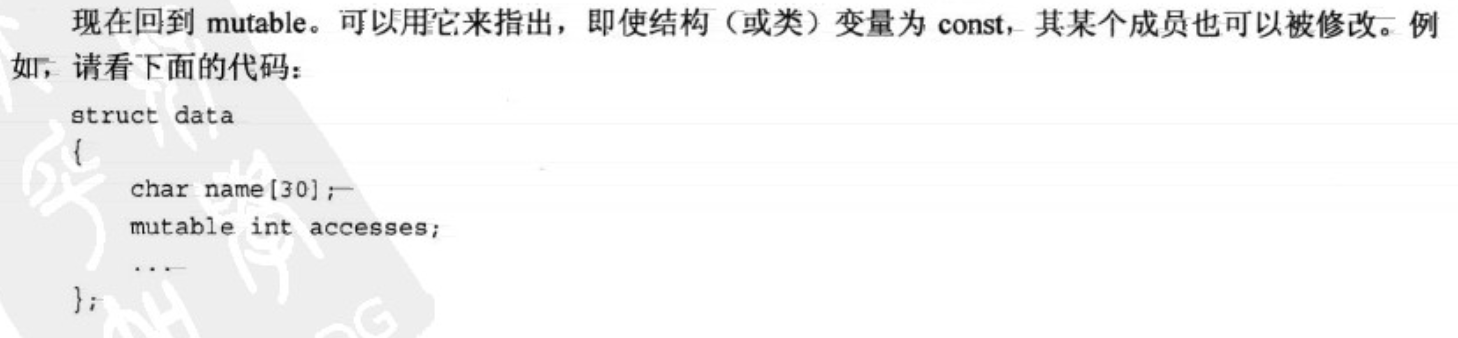 现在回到 mutable。可以用它来指出，即使结构（或类）变量为 const，其某个成员也可以被修改。例
如，请看下面的代码：
struct data
{
char name[30];
mutable int accesses;
...
};